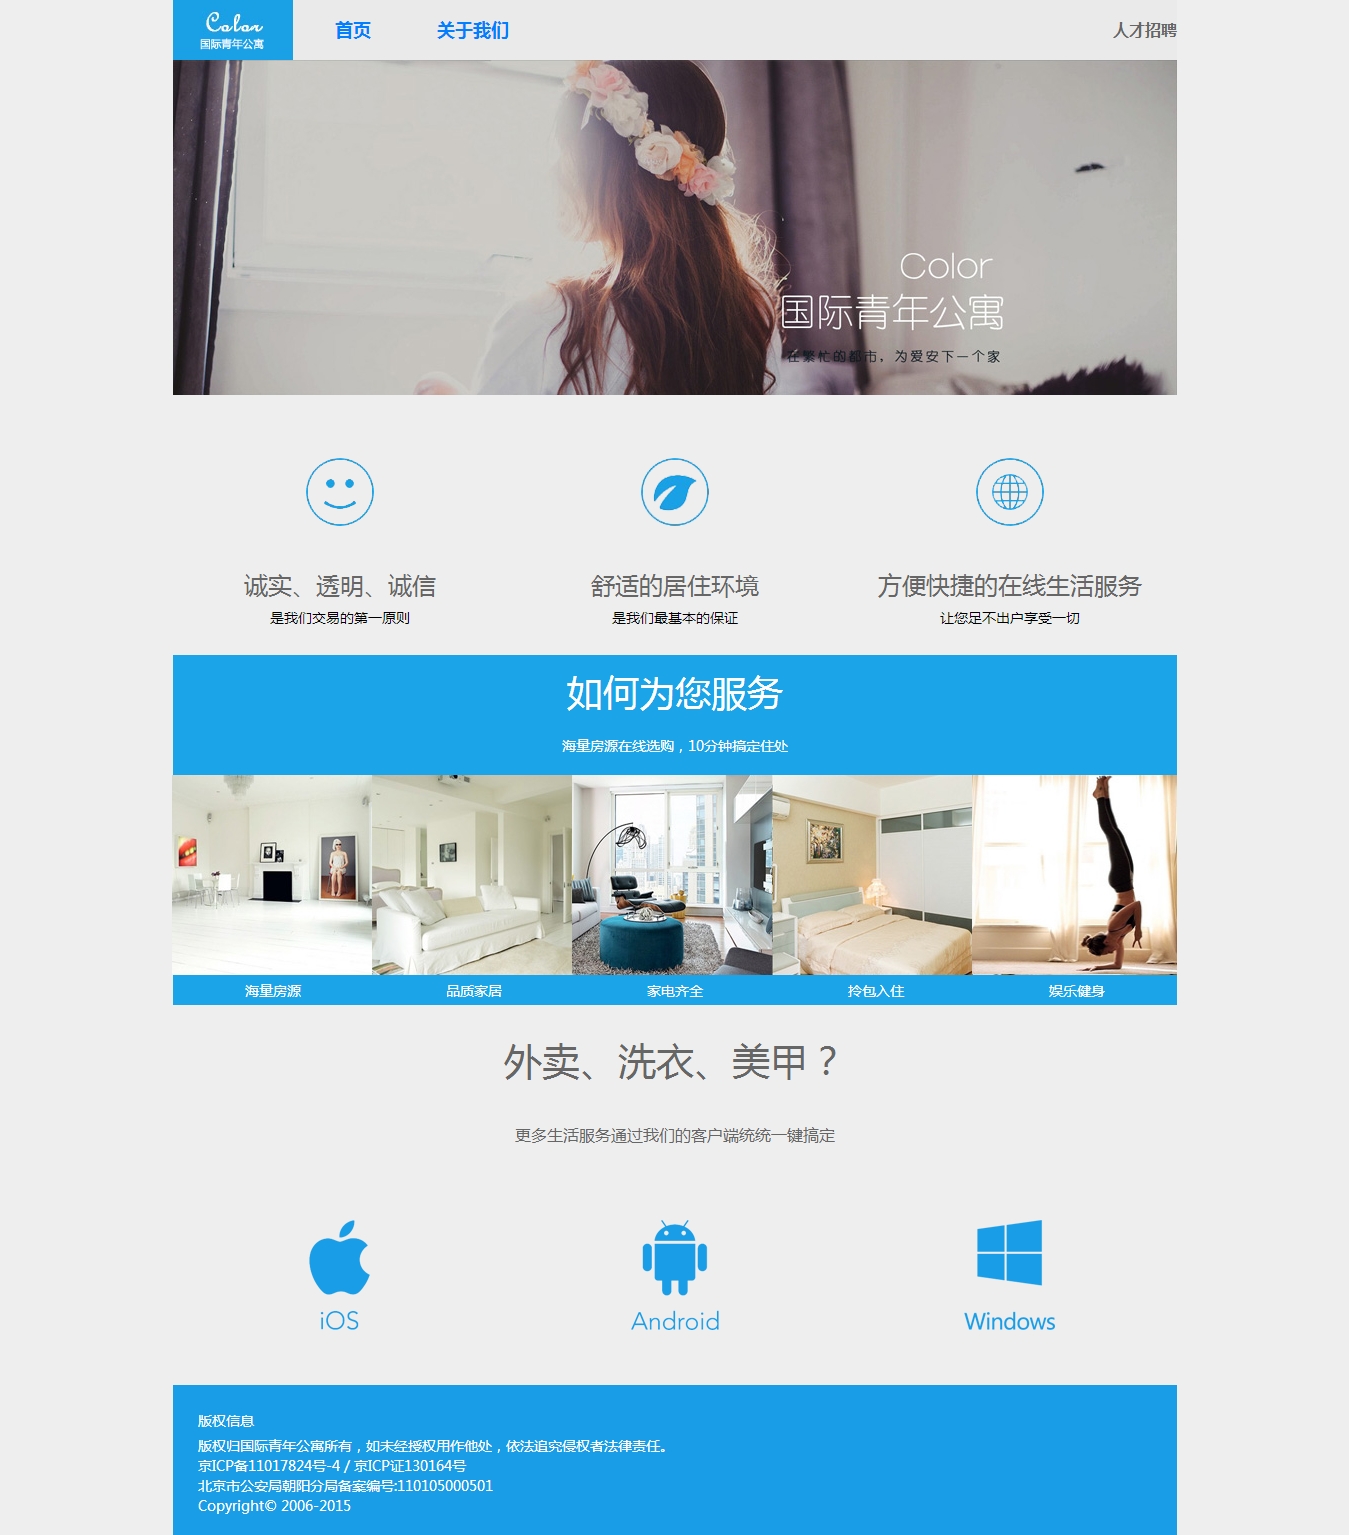 Color
国际青年公寓
首页
关于我们
人才招聘
Color
国际青年公寓
在繁忙的都市，为爱安下一个家
诚实、透明、诚信
是我们交易的第一原则
舒适的居住环境
是我们最基本的保证
方便快捷的在线生活服务
让您足不出户享受一切
如何为您服务
海量房源在线选购，10分钟搞定住处
海量房源
品质家居
家电齐全
拎包入住
娱乐健身
外卖、洗衣、美甲？
更多生活服务通过我们的客户端统统一键搞定
iOS
Android
Windows
版权信息
版权归国际青年公寓所有，如未经授权用作他处，依法追究侵权者法律责任。
京ICP备11017824号-4 / 京ICP证130164号
北京市公安局朝阳分局备案编号:110105000501
Copyright© 2006-2015